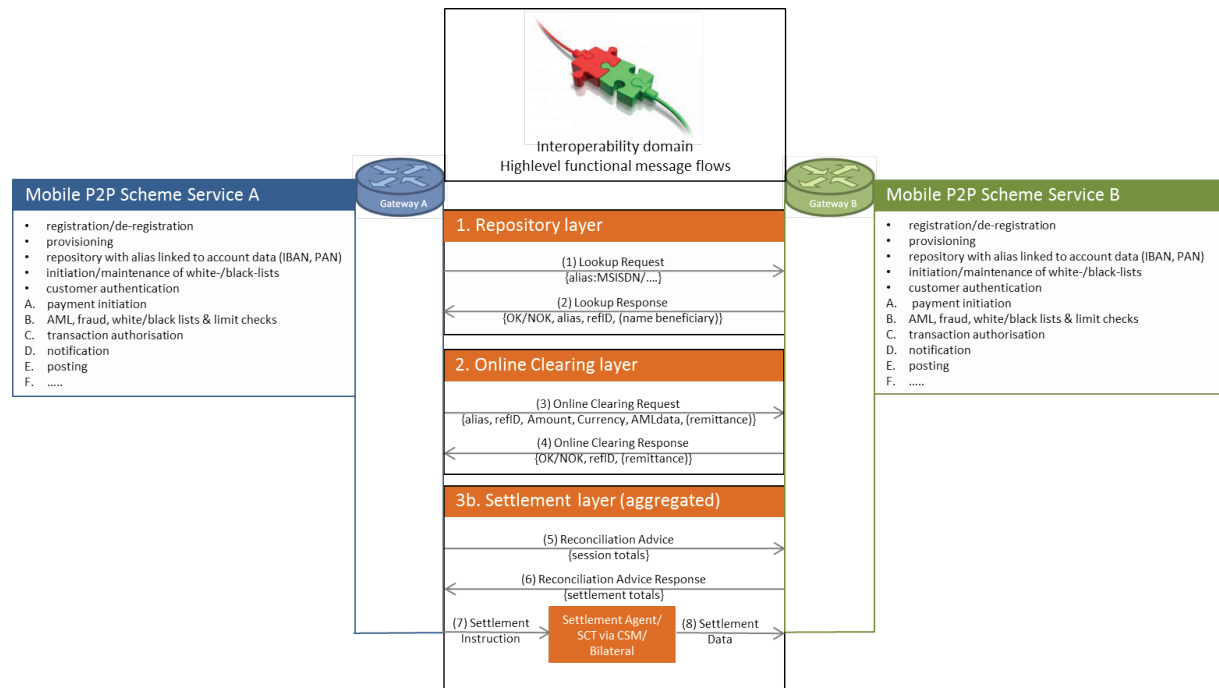 Interoperability domain
Highlevel functional message flows
Gateway A
Gateway B
Mobile P2P Scheme Service A
• registration/de-registration
• provisioning
• repository with alias linked to account data (IBAN, PAN)
• initiation/maintenance of white-/black-lists
• customer authentication
A. payment initiation
B. AML, fraud, white/black lists & limit checks
C. transaction authorisation
D. notification
E. posting
F. .....
1. Repository layer
(1) Lookup Request
{alias:MSISDN/....}
(2) Lookup Response
{OK/NOK, alias, refID, (name beneficiary)}
2. Online Clearing layer
(3) Online Clearing Request
{alias, refID, Amount, Currency, AMLdata, (remittance)}
(4) Online Clearing Response
{OK/NOK, refID, (remittance)}
3b. Settlement layer (aggregated)
(5) Reconciliation Advice
{session totals}
(6) Reconciliation Advice Response
{settlement totals}
(7) Settlement
Instruction
Settlement Agent/
SCT via CSM/
Bilateral
(8) Settlement
Data
Mobile P2P Scheme Service B
• registration/de-registration
• provisioning
• repository with alias linked to account data (IBAN, PAN)
• initiation/maintenance of white-/black-lists
• customer authentication
A. payment initiation
B. AML, fraud, white/black lists & limit checks
C. transaction authorisation
D. notification
E. posting
F. .....